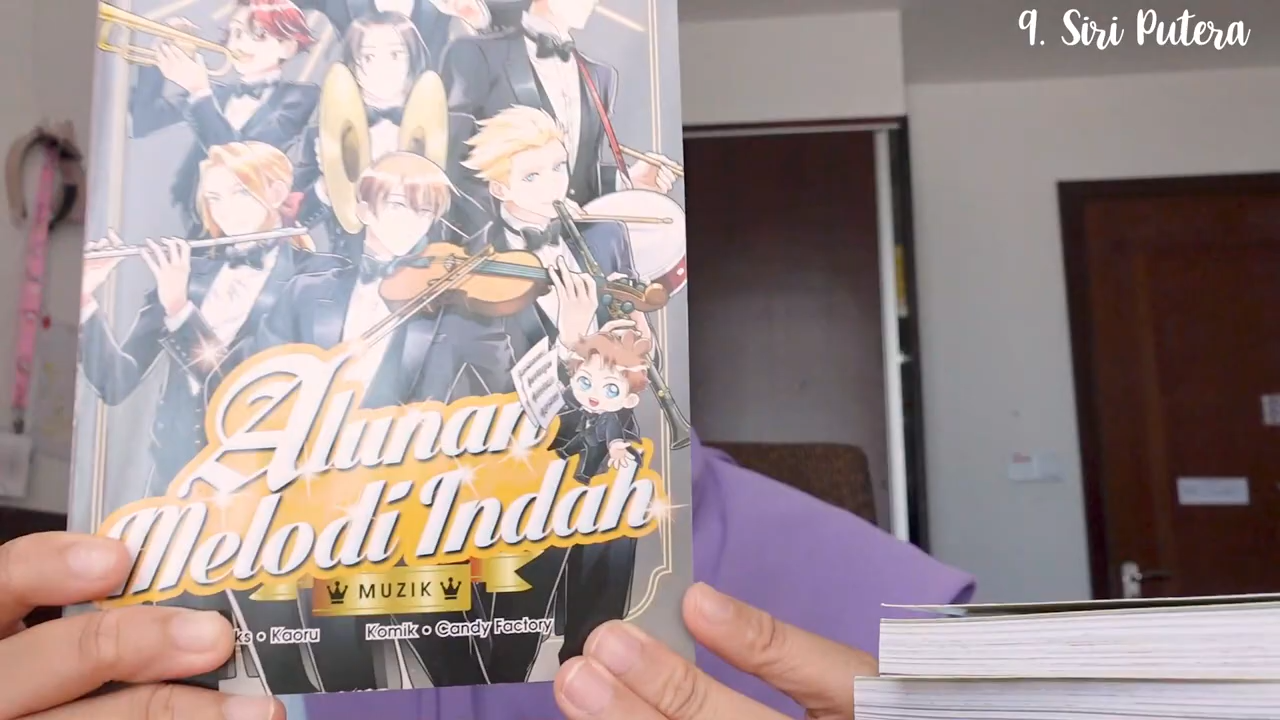 9. Siri Putera
Alunan
Melodi Indah
MUZIK
ks • Kaoru Komik • Candy Factory